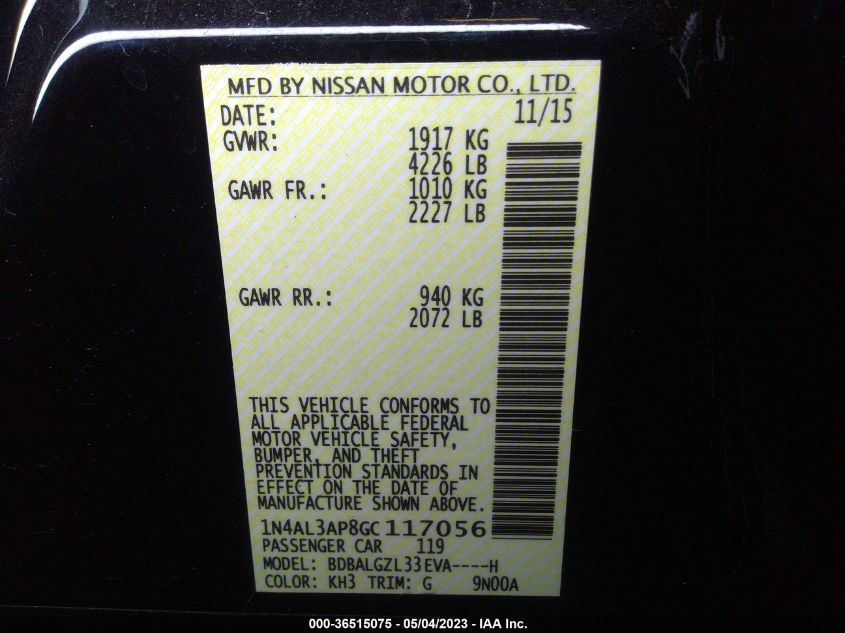 MFD BY NISSAN MOTOR CO., LTD.
DATE: 11/15
GVWR: 1917 KG
4226 LB
GAWR FR.: 1010 KG
2227 LB
GAWR RR.: 940 KG
2072 LB
THIS VEHICLE CONFORMS TO
ALL APPLICABLE FEDERAL
MOTOR VEHICLE SAFETY,
BUMPER, AND THEFT
PREVENTION STANDARDS IN
EFFECT ON THE DATE OF
MANUFACTURE SHOWN ABOVE.
1N4AL3AP8GC117056
PASSENGER CAR 119
MODEL: BDBALGZL33EVA----H
COLOR: KH3 TRIM: G 9N00A
000-36515075 - 05/04/2023 - IAA Inc.